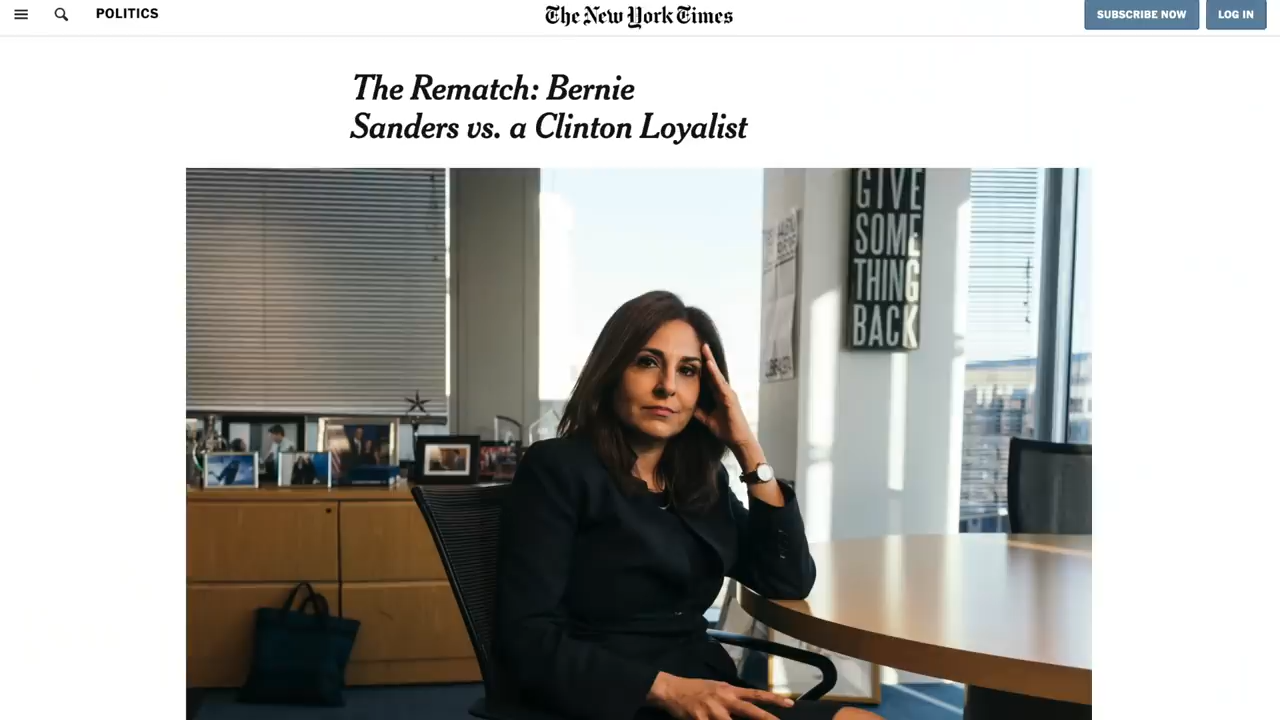 POLITICS
The New York Times
SUBSCRIBE NOW
LOG IN
The Rematch: Bernie
Sanders vs. a Clinton Loyalist
GIVE
SOME
THING
BACK